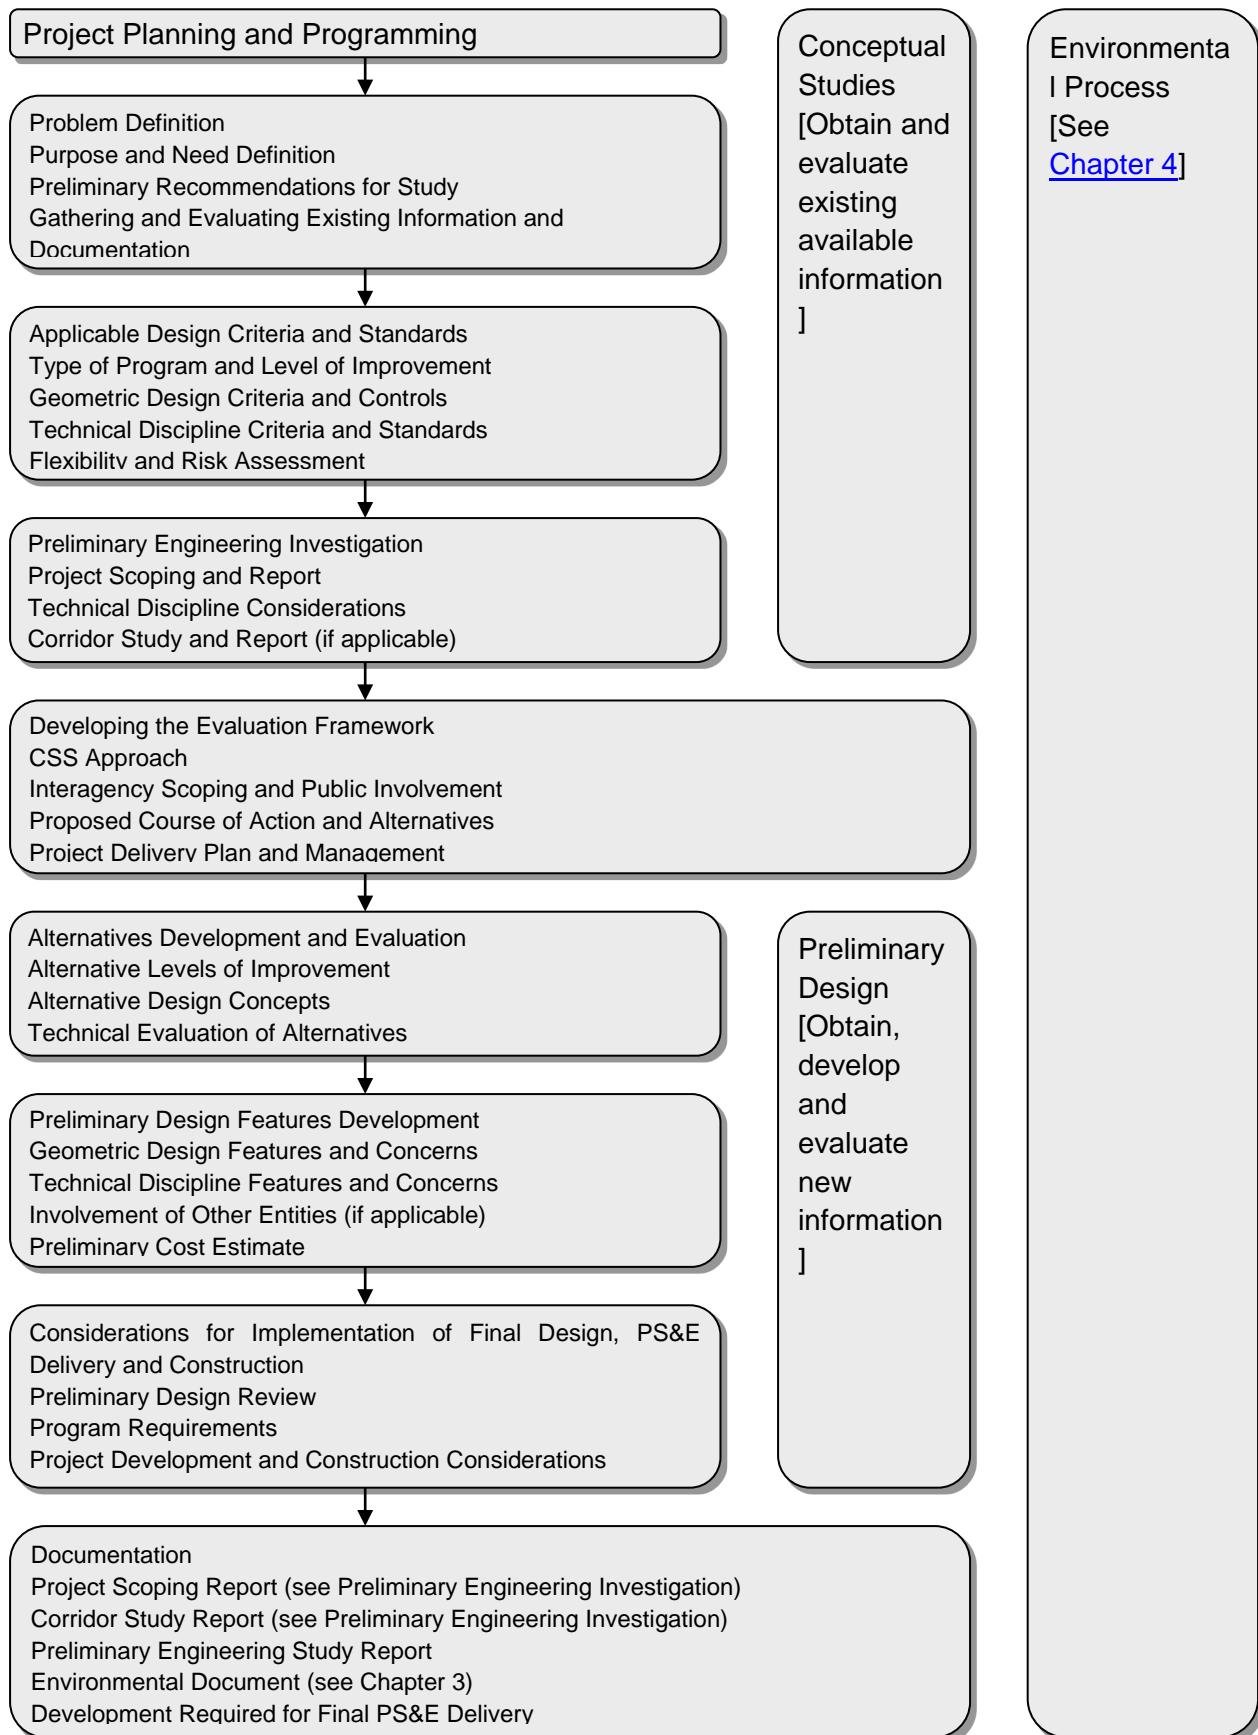 Project Planning and Programming
Problem Definition
Purpose and Need Definition
Preliminary Recommendations for Study
Gathering and Evaluating Existing Information and
Documentation
Applicable Design Criteria and Standards
Type of Program and Level of Improvement
Geometric Design Criteria and Controls
Technical Discipline Criteria and Standards
Flexibility and Risk Assessment
Preliminary Engineering Investigation
Project Scoping and Report
Technical Discipline Considerations
Corridor Study and Report (if applicable)
Conceptual
Studies
[Obtain and
evaluate
existing
available
information
]
Environmenta
l Process
[See
Chapter 4]
Developing the Evaluation Framework
CSS Approach
Interagency Scoping and Public Involvement
Proposed Course of Action and Alternatives
Project Delivery Plan and Management
Alternatives Development and Evaluation
Alternative Levels of Improvement
Alternative Design Concepts
Technical Evaluation of Alternatives
Preliminary Design Features Development
Geometric Design Features and Concerns
Technical Discipline Features and Concerns
Involvement of Other Entities (if applicable)
Preliminary Cost Estimate
Considerations for Implementation of Final Design, PS&E
Delivery and Construction
Preliminary Design Review
Program Requirements
Project Development and Construction Considerations
Preliminary
Design
[Obtain,
develop
and
evaluate
new
information
]
Documentation
Project Scoping Report (see Preliminary Engineering Investigation)
Corridor Study Report (see Preliminary Engineering Investigation)
Preliminary Engineering Study Report
Environmental Document (see Chapter 3)
Development Required for Final PS&E Delivery